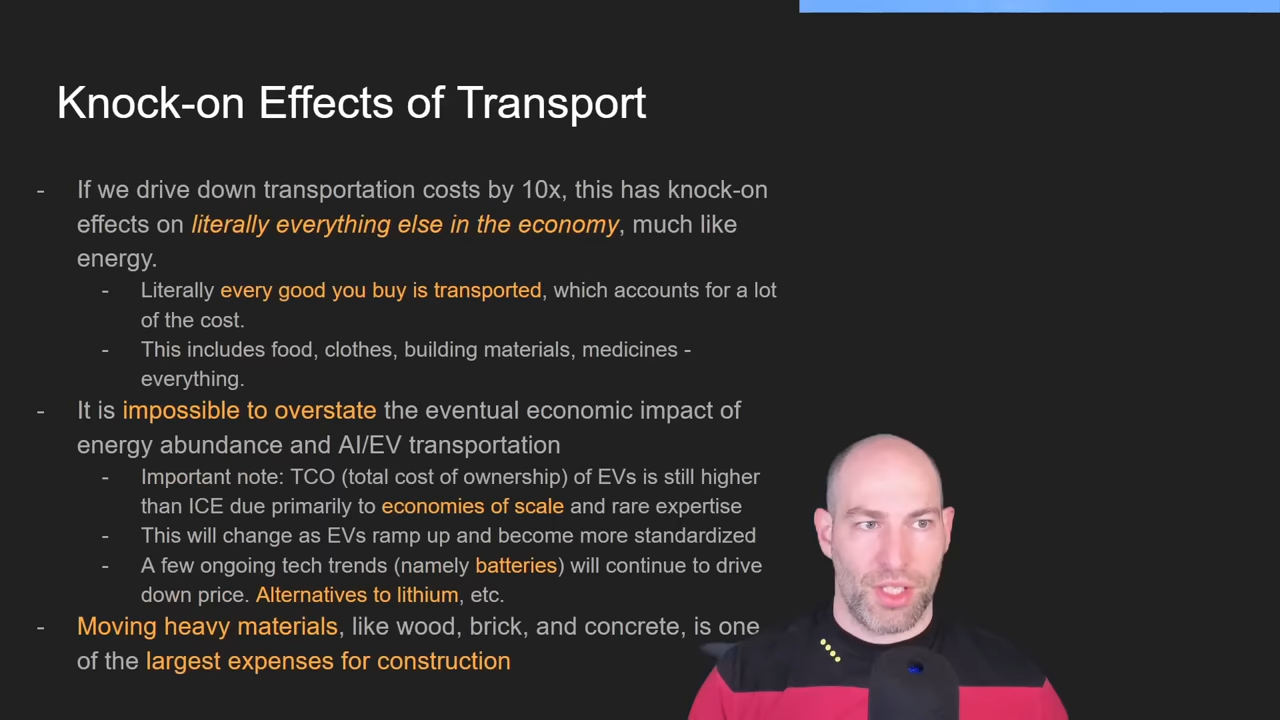 Knock-on Effects of Transport
- If we drive down transportation costs by 10x, this has knock-on
effects on literally everything else in the economy, much like
energy.
- Literally every good you buy is transported, which accounts for a lot
of the cost.
- This includes food, clothes, building materials, medicines -
everything.
- It is impossible to overstate the eventual economic impact of
energy abundance and AI/EV transportation
- Important note: TCO (total cost of ownership) of EVs is still higher
than ICE due primarily to economies of scale and rare expertise
- This will change as EVs ramp up and become more standardized
- A few ongoing tech trends (namely batteries) will continue to drive
down price. Alternatives to lithium, etc.
- Moving heavy materials, like wood, brick, and concrete, is one
of the largest expenses for construction